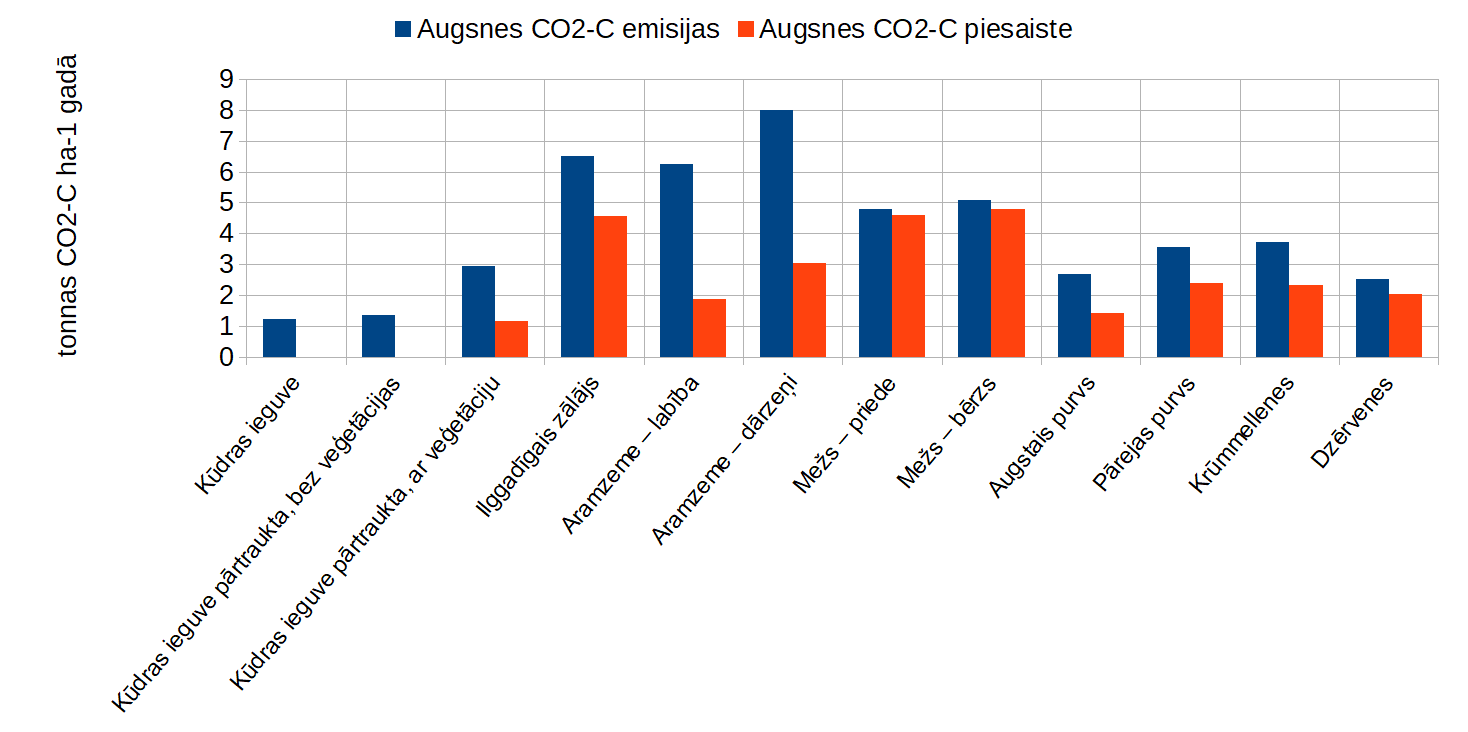 Augsnes CO2-C emisijas Augsnes CO2-C piesaiste
tonnas CO2-C ha-1 gadā
9
8
7
6
5
4
3
2
1
0
Kūdras ieguve
Kūdras ieguve pārtraukta, bez veģetācijas
Kūdras ieguve pārtraukta, ar veģetāciju
Ilggadīgais zālājs
Aramzeme – labība
Aramzeme – dārzeņi
Mežs – priede
Mežs – bērzs
Augstais purvs
Pārejas purvs
Krūmmellenes
Dzērvenes